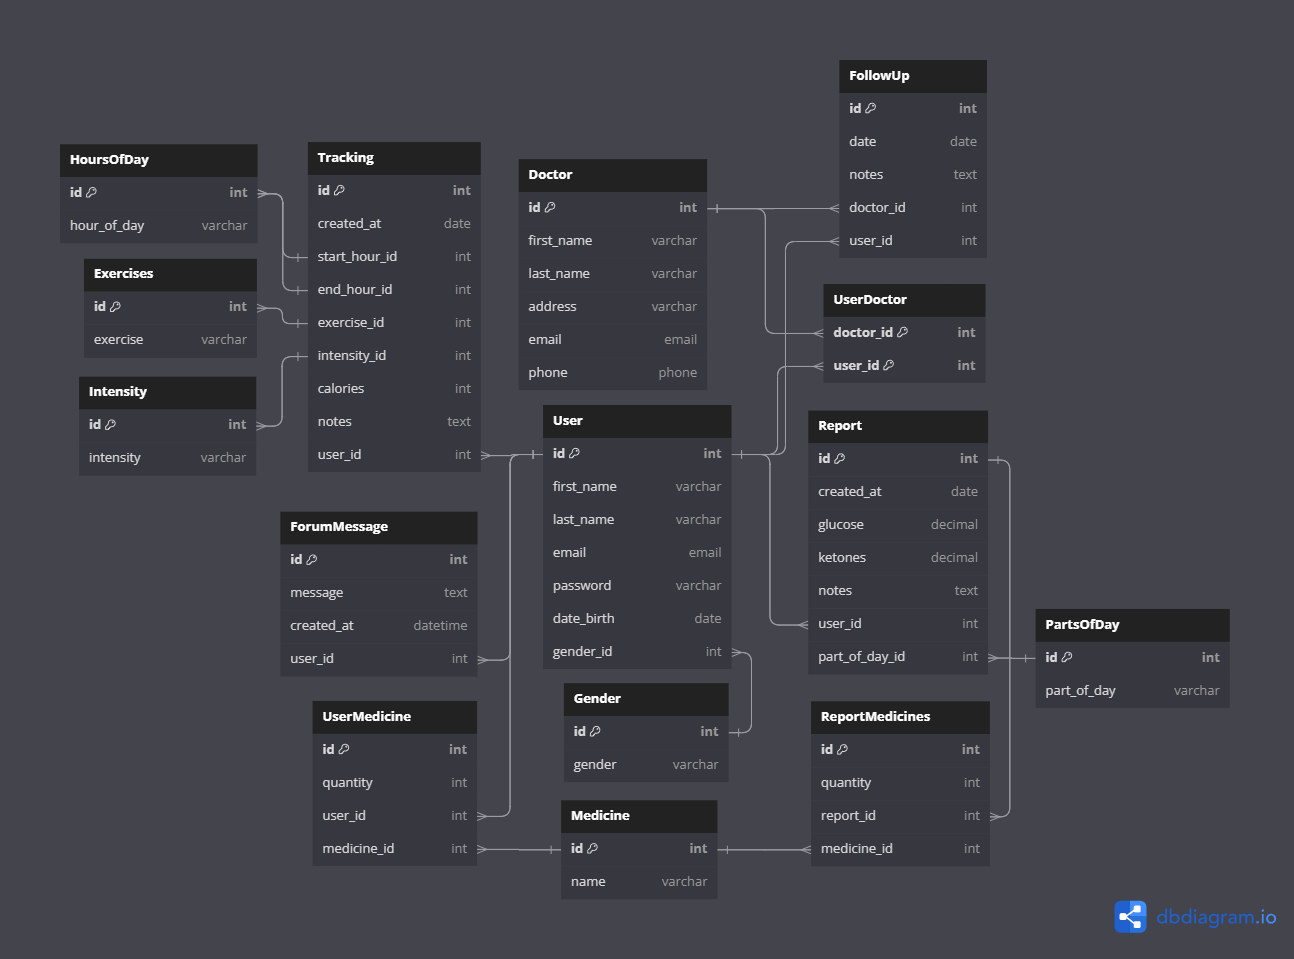 HoursOfDay
id int
hour_of_day varchar
Exercises
id int
exercise varchar
Intensity
id int
intensity varchar
Tracking
id int
created_at date
start_hour_id int
end_hour_id int
exercise_id int
intensity_id int
calories int
notes text
user_id int
ForumMessage
id int
message text
created_at datetime
user_id int
UserMedicine
id int
quantity int
user_id int
medicine_id int
Doctor
id int
first_name varchar
last_name varchar
address varchar
email email
phone phone
User
id int
first_name varchar
last_name varchar
email email
password varchar
date_birth date
gender_id int
Gender
id int
gender varchar
Medicine
id int
name varchar
FollowUp
id int
date date
notes text
doctor_id int
user_id int
UserDoctor
doctor_id int
user_id int
Report
id int
created_at date
glucose decimal
ketones decimal
notes text
user_id int
part_of_day_id int
ReportMedicines
id int
quantity int
report_id int
medicine_id int
PartsOfDay
id int
part_of_day varchar
dbdiagram.io